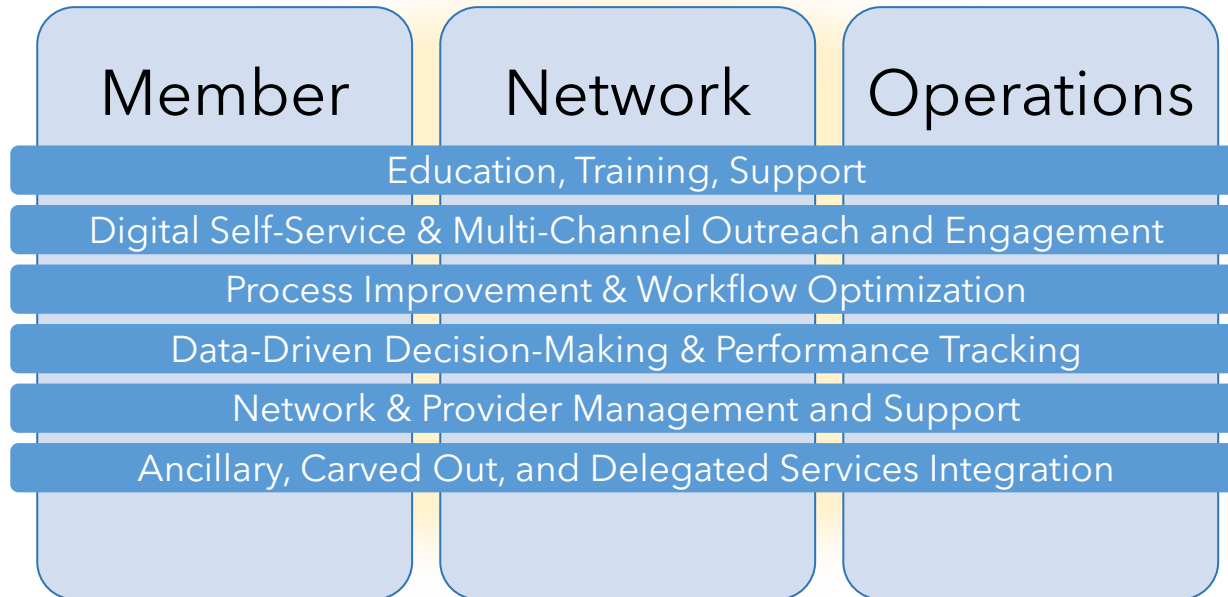 Member
Network
Operations
Education, Training, Support
Digital Self-Service & Multi-Channel Outreach and Engagement
Process Improvement & Workflow Optimization
Data-Driven Decision-Making & Performance Tracking
Network & Provider Management and Support
Ancillary, Carved Out, and Delegated Services Integration